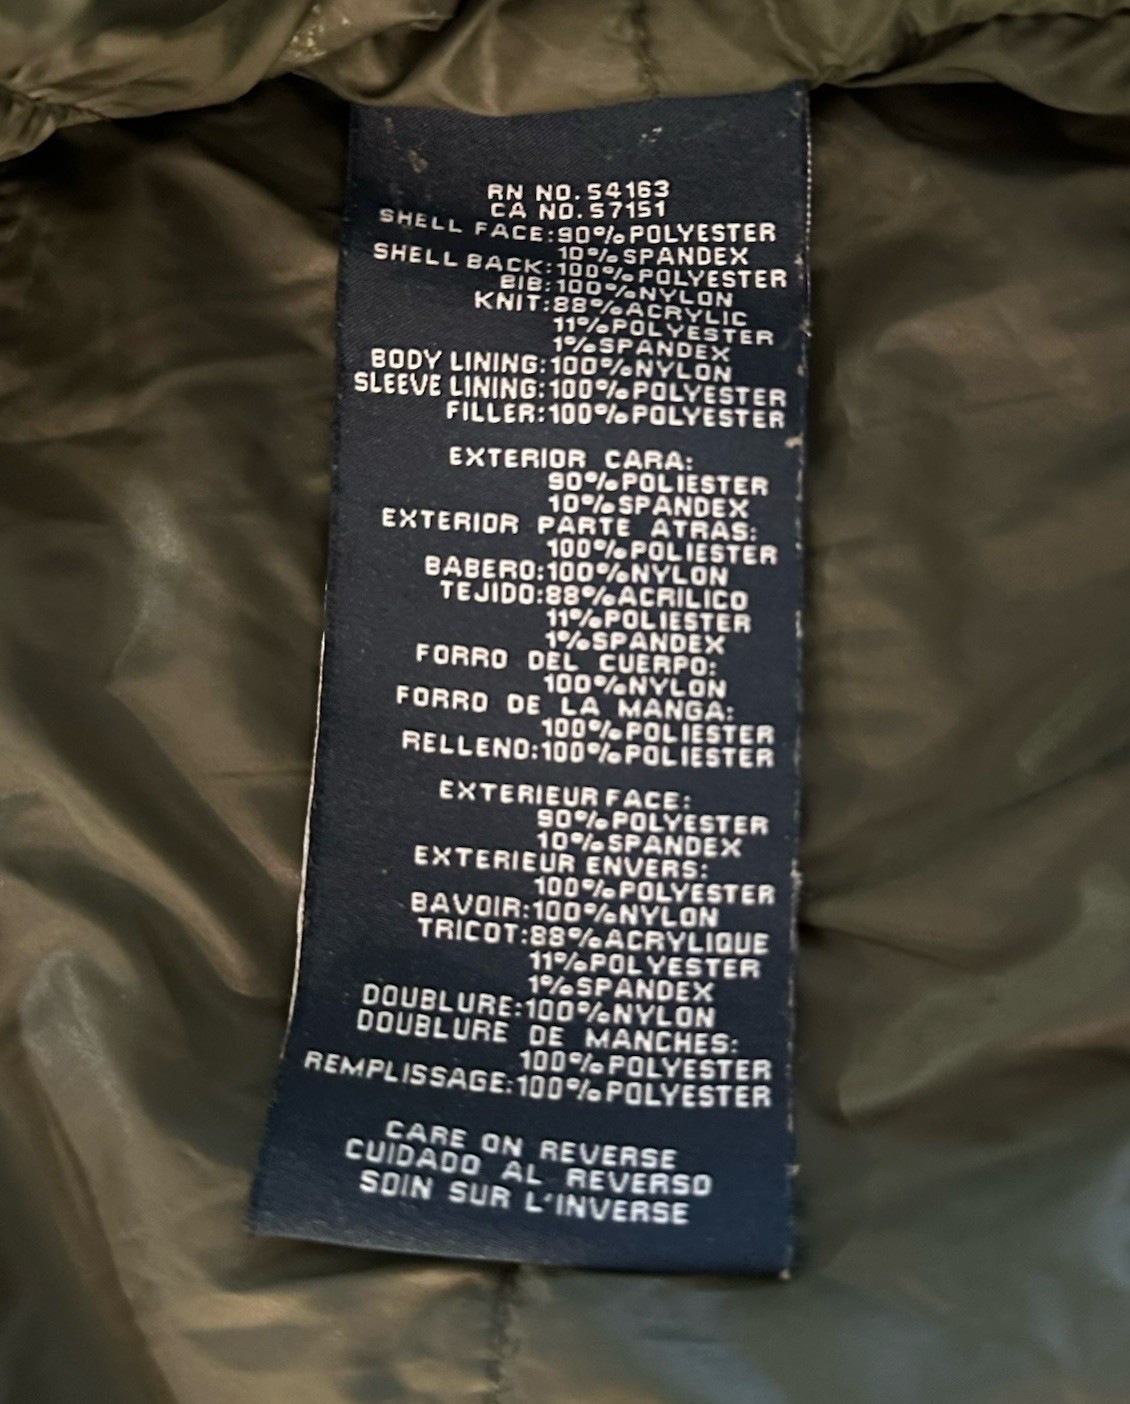 RN NO. 54163
CA NO. 57151
SHELL FACE:90%POLYESTER
10%SPANDEX
SHELL BACK:100%POLYESTER
BIB:100%NYLON
KNIT:88%ACRYLIC
11%POLYESTER
1%SPANDEX
BODY LINING:100%NYLON
SLEEVE LINING:100%POLYESTER
FILLER:100%POLYESTER
EXTERIOR CARA:
90%POLIESTER
10%SPANDEX
EXTERIOR PARTE ATRAS:
100%POLIESTER
BABERO:100%NYLON
TEJIDO:88%ACRILICO
11%POLIESTER
1%SPANDEX
FORRO DEL CUERPO:
100%NYLON
FORRO DE LA MANGA:
100%POLIESTER
RELLENO:100%POLIESTER
EXTERIEUR FACE:
90%POLYESTER
10%SPANDEX
EXTERIEUR ENVERS:
100%POLYESTER
BAVOIR:100%NYLON
TRICOT:88%ACRYLIQUE
11%POLYESTER
1%SPANDEX
DOUBLURE:100%NYLON
DOUBLURE DE MANCHES:
100%POLYESTER
REMPLISSAGE:100%POLYESTER
CARE ON REVERSE
CUIDADO AL REVERSO
SOIN SUR L'INVERSE